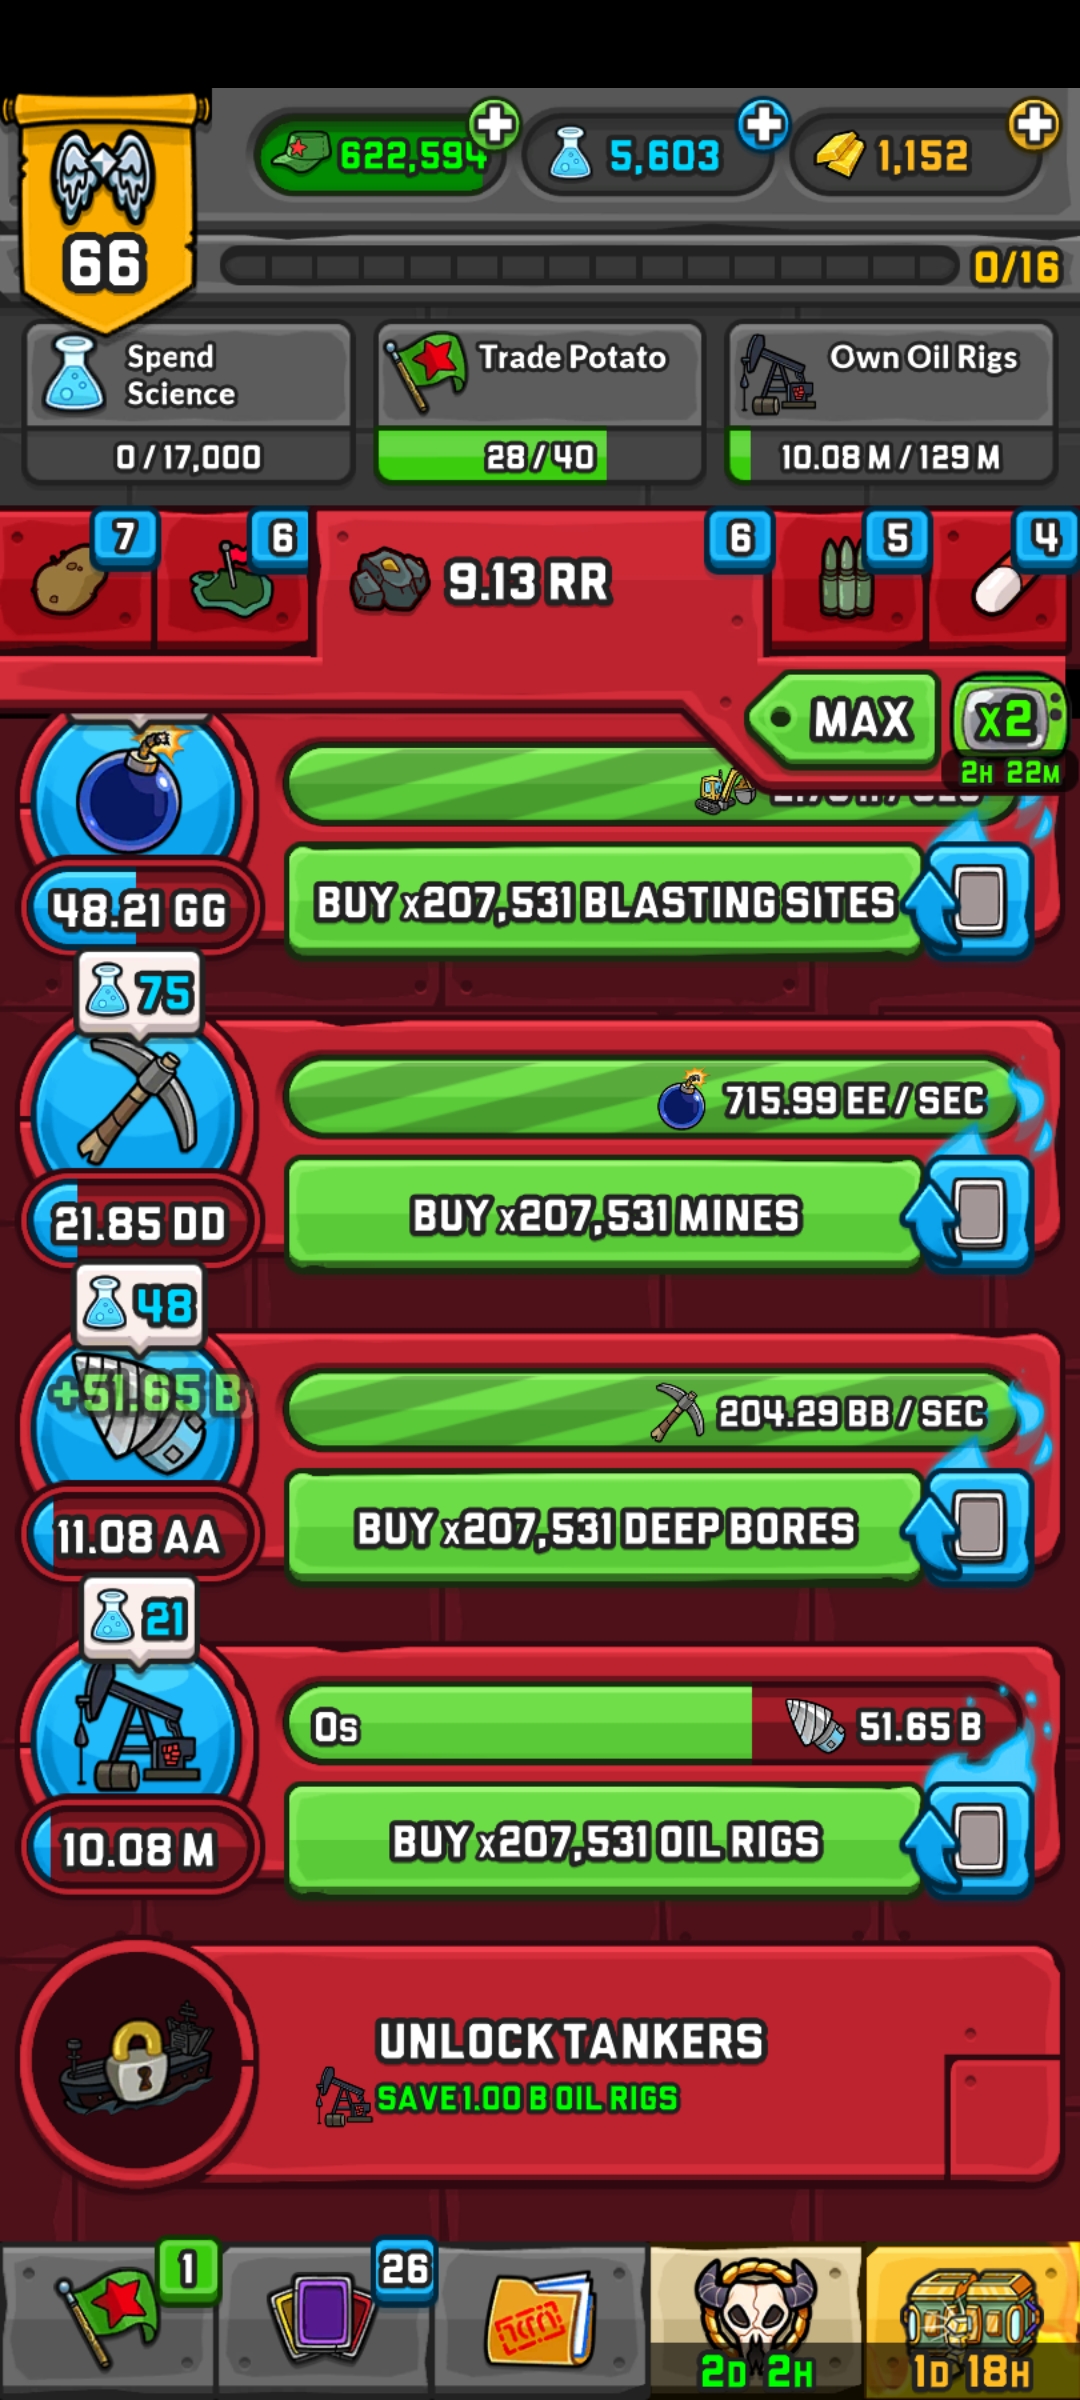 66
622,594
5,603
1,152
0/16
Spend
Science
0/17,000
Trade Potato
28/40
Own Oil Rigs
10.08 M/129 M
7
6
9.13 RR
6
5
4
MAX
x2
2H 22M
48.21 GG
BUY x207,531 BLASTING SITES
75
715.99 EE/SEC
21.85 DD
BUY x207,531 MINES
48
+51.65 B
204.29 BB/SEC
11.08 AA
BUY x207,531 DEEP BORES
21
0s
51.65 B
10.08 M
BUY x207,531 OIL RIGS
UNLOCK TANKERS
SAVE 1.00 B OIL RIGS
1
26
2D 2H
1D 18H